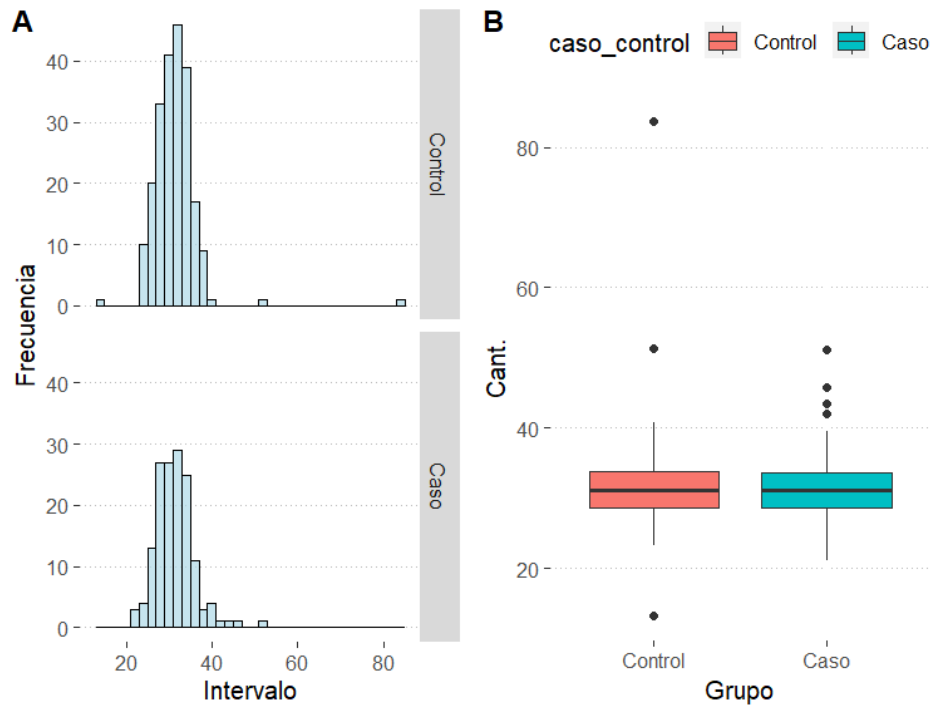 A
Frecuencia
40
30
20
10
0
Control
40
30
20
10
0
Caso
20 40 60 80
Intervalo
B
caso_control Control Caso
Cant.
80
60
40
20
Control Caso
Grupo